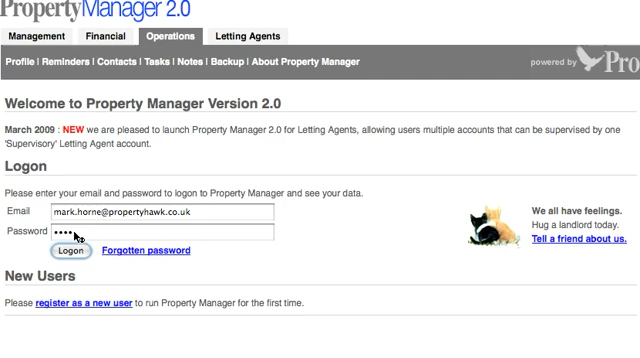 PropertyManager 2.0
Management Financial Operations Letting Agents
Profile | Reminders | Contacts | Tasks | Notes | Backup | About Property Manager
powered by Pro
Welcome to Property Manager Version 2.0
March 2009 : NEW we are pleased to launch Property Manager 2.0 for Letting Agents, allowing users multiple accounts that can be supervised by one
'Supervisory' Letting Agent account.
Logon
Please enter your email and password to logon to Property Manager and see your data.
Email mark.horne@propertyhawk.co.uk
Password ••••
Logon Forgotten password
We all have feelings.
Hug a landlord today.
Tell a friend about us.
New Users
Please register as a new user to run Property Manager for the first time.